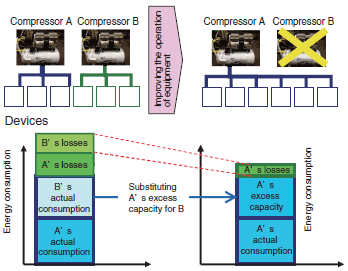 Compressor A Compressor B
Improving the operation
of equipment
Compressor A Compressor B
Devices
Energy consumption
B' s losses
A' s losses
B' s
actual
consumption
A' s
actual
consumption
Substituting
A' s excess
capacity for B
A' s losses
A' s
excess
capacity
A' s
actual
consumption
Energy consumption